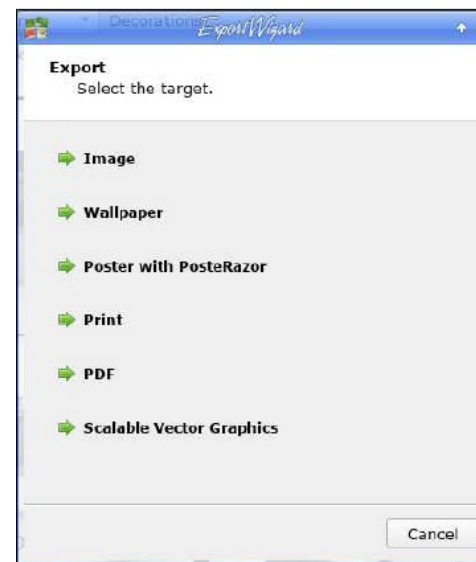 Decorations
ExportWizard
Export
Select the target.
Image
Wallpaper
Poster with PosteRazor
Print
PDF
Scalable Vector Graphics
Cancel